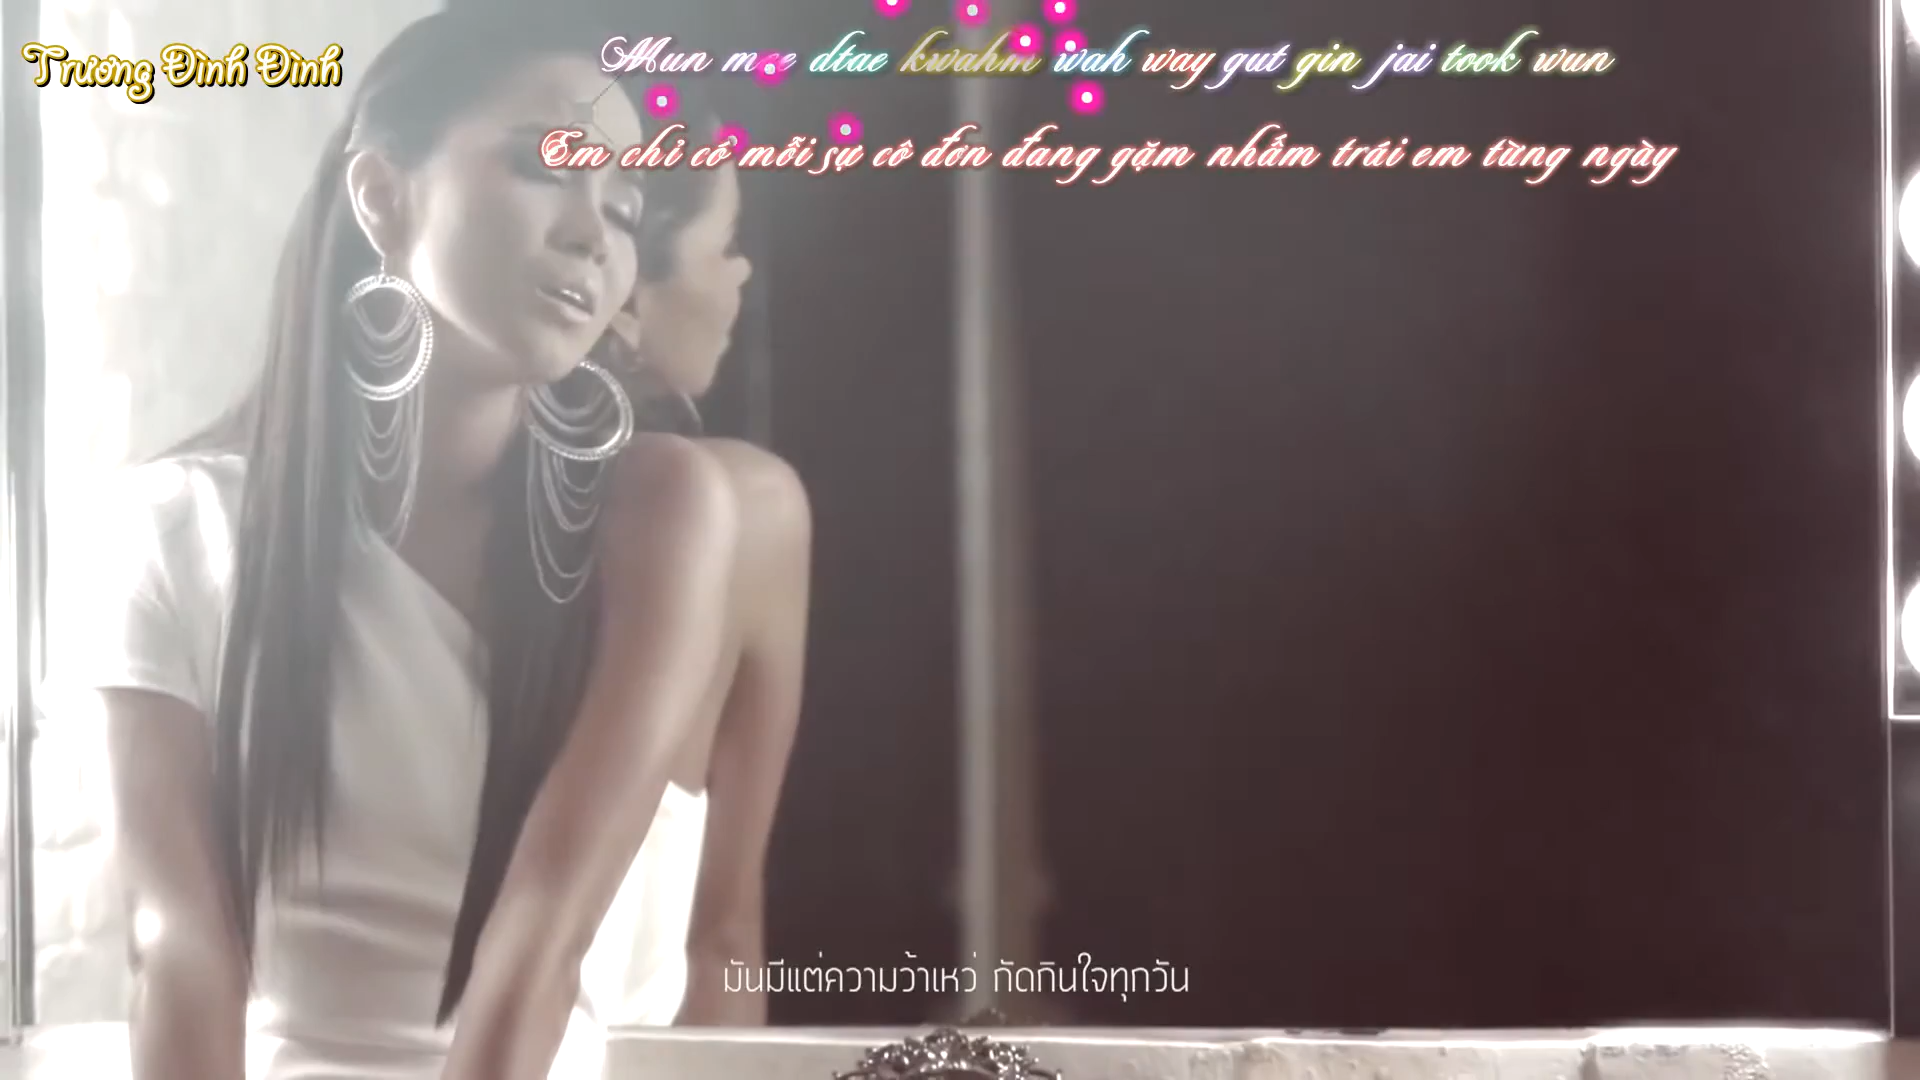 Trương Đình Đình
Mun mee dtae kwahm wah way gut gin jai took wun
Em chỉ có mỗi sự cô đơn đang gặm nhấm trái em từng ngày
มันมีแต่ความว้าเหว่ กัดกินใจทุกวัน